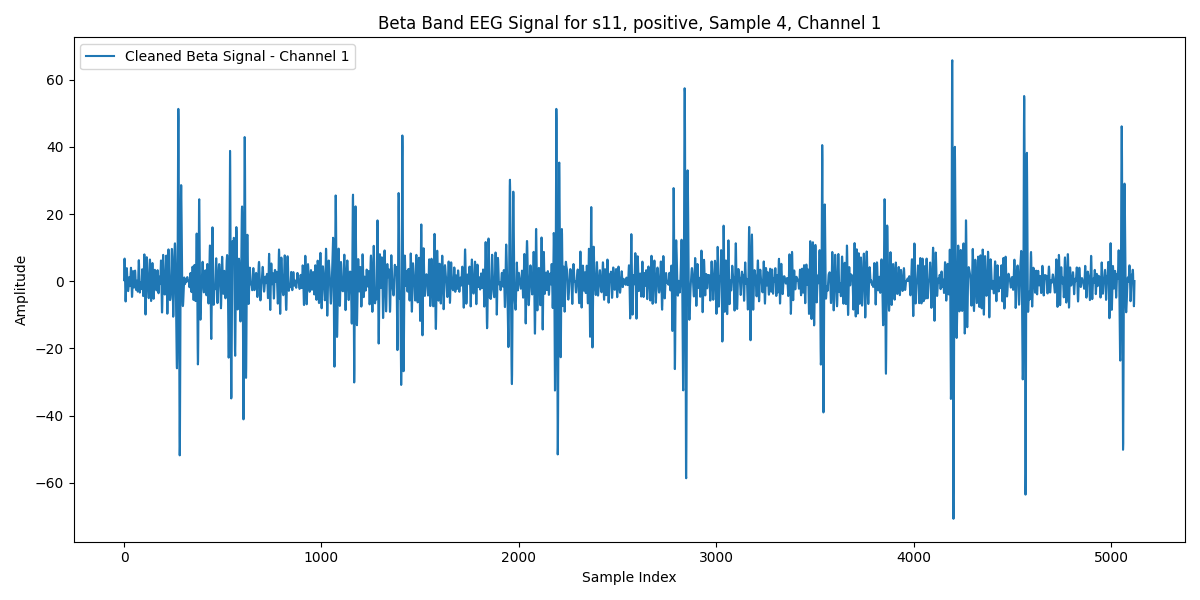 Beta Band EEG Signal for s11, positive, Sample 4, Channel 1
Cleaned Beta Signal - Channel 1
60
40
20
0
−20
−40
−60
Amplitude
0 1000 2000 3000 4000 5000
Sample Index